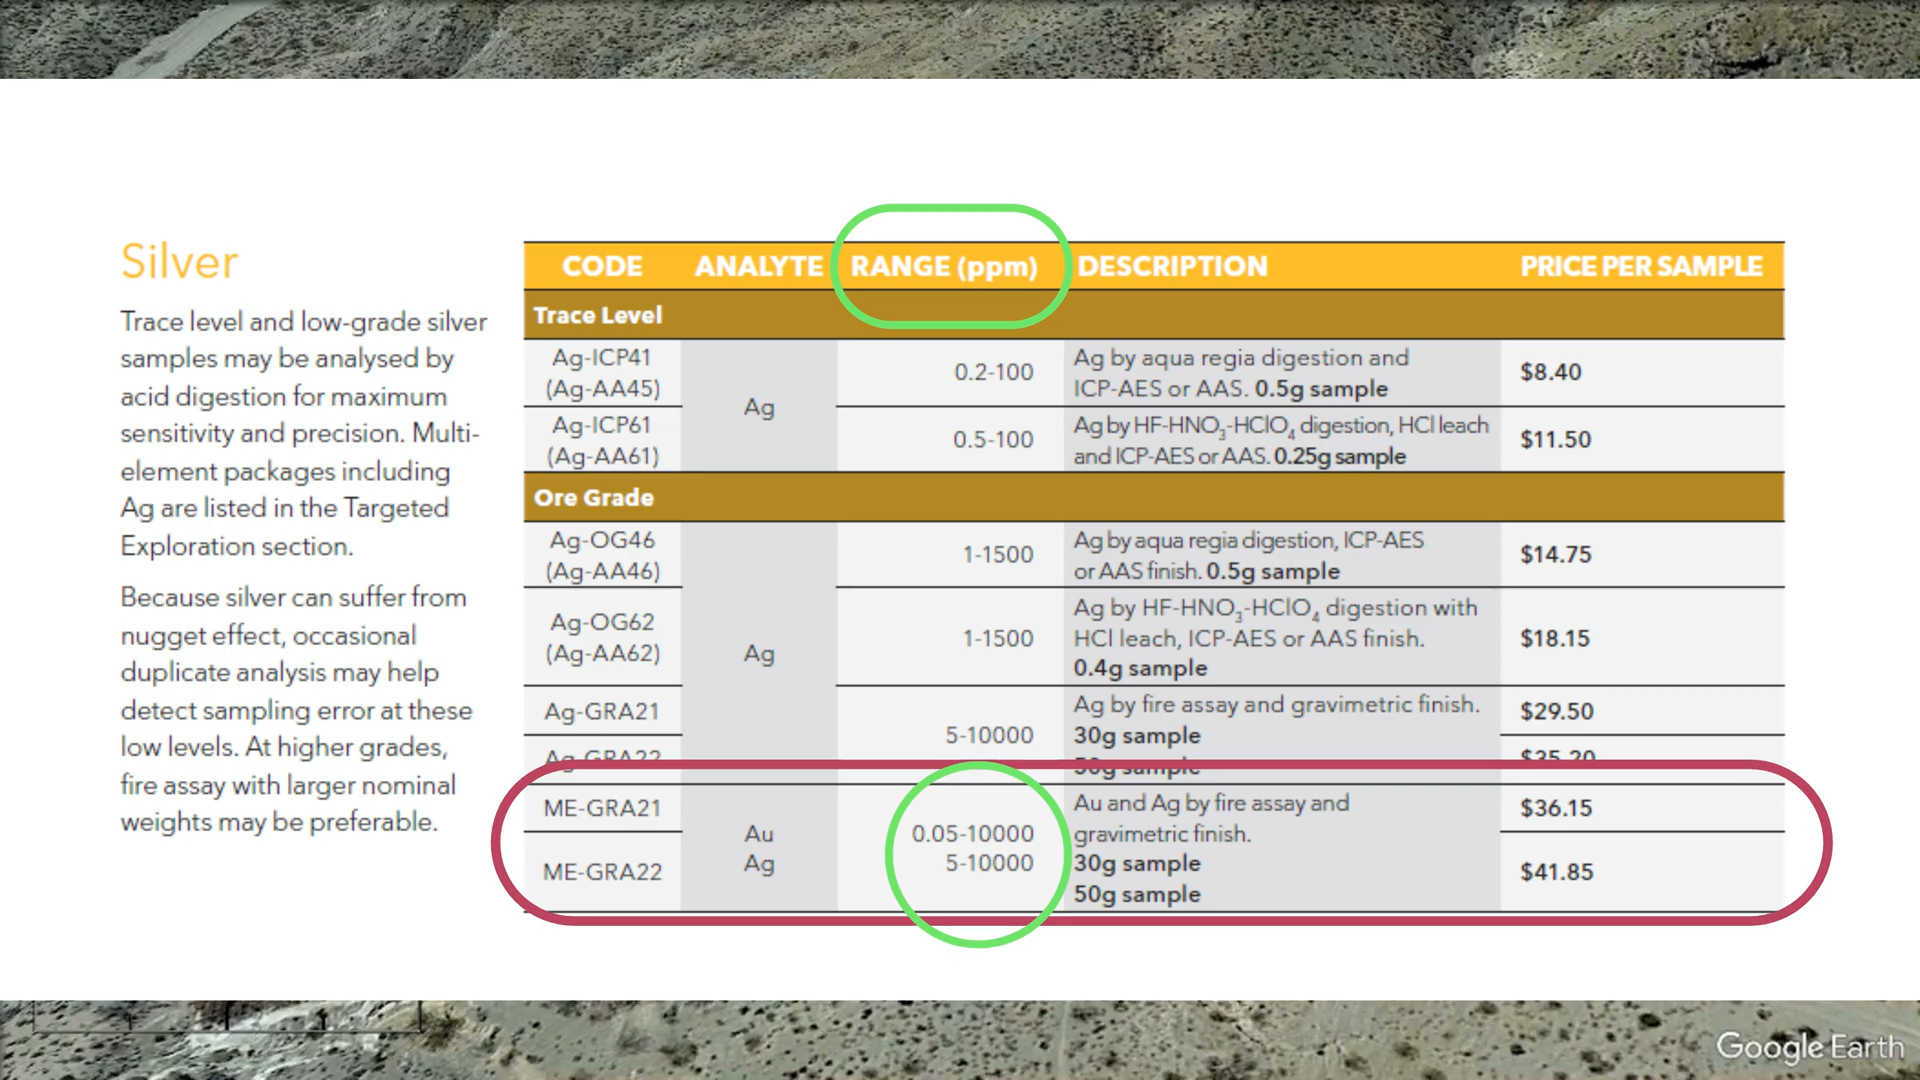 Silver
Trace level and low-grade silver
samples may be analysed by
acid digestion for maximum
sensitivity and precision. Multi-
element packages including
Ag are listed in the Targeted
Exploration section.
Because silver can suffer from
nugget effect, occasional
duplicate analysis may help
detect sampling error at these
low levels. At higher grades,
fire assay with larger nominal
weights may be preferable.
CODE ANALYTE RANGE (ppm) DESCRIPTION PRICE PER SAMPLE
Trace Level
Ag-ICP41
(Ag-AA45)
Ag
0.2-100
Ag by aqua regia digestion and
ICP-AES or AAS. 0.5g sample
$8.40
Ag-ICP61
(Ag-AA61)
0.5-100
Ag by HF-HNO₃-HClO₄ digestion, HCl leach
and ICP-AES or AAS. 0.25g sample
$11.50
Ore Grade
Ag-OG46
(Ag-AA46)
1-1500
Ag by aqua regia digestion, ICP-AES
or AAS finish. 0.5g sample
$14.75
Ag-OG62
(Ag-AA62)
Ag
1-1500
Ag by HF-HNO₃-HClO₄ digestion with
HCl leach, ICP-AES or AAS finish.
0.4g sample
$18.15
Ag-GRA21
5-10000
Ag by fire assay and gravimetric finish.
30g sample
$29.50
Ag-GRA22
50g sample
$35.20
ME-GRA21
Au
Ag
0.05-10000
5-10000
Au and Ag by fire assay and
gravimetric finish.
30g sample
50g sample
$36.15
ME-GRA22
$41.85
Google Earth